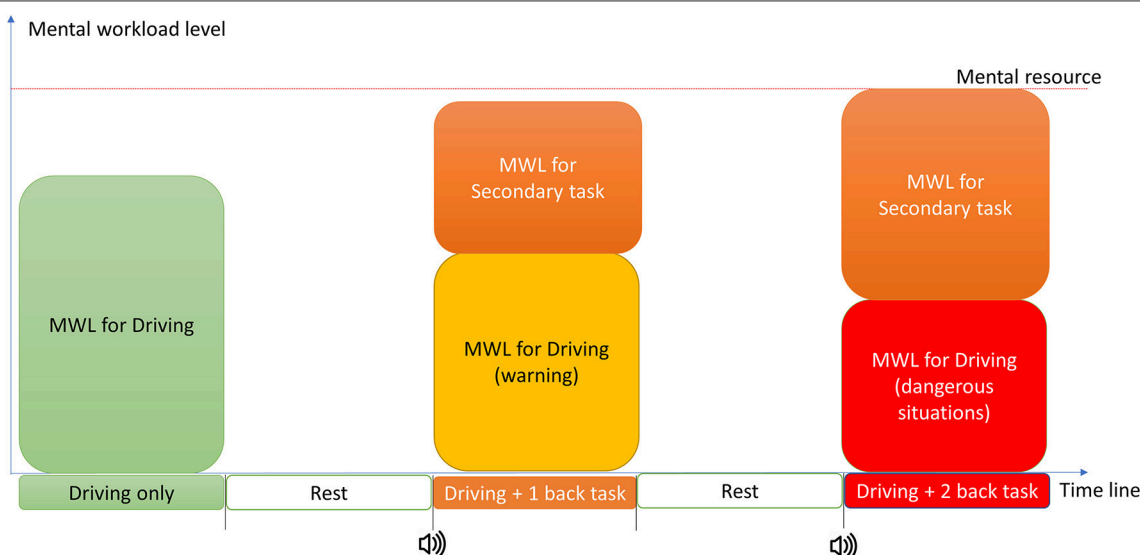 Mental workload level
Mental resource
MWL for
Secondary task
MWL for
Secondary task
MWL for Driving
MWL for Driving
(warning)
MWL for Driving
(dangerous
situations)
Driving only
Rest
Driving + 1 back task
Rest
Driving + 2 back task
Time line